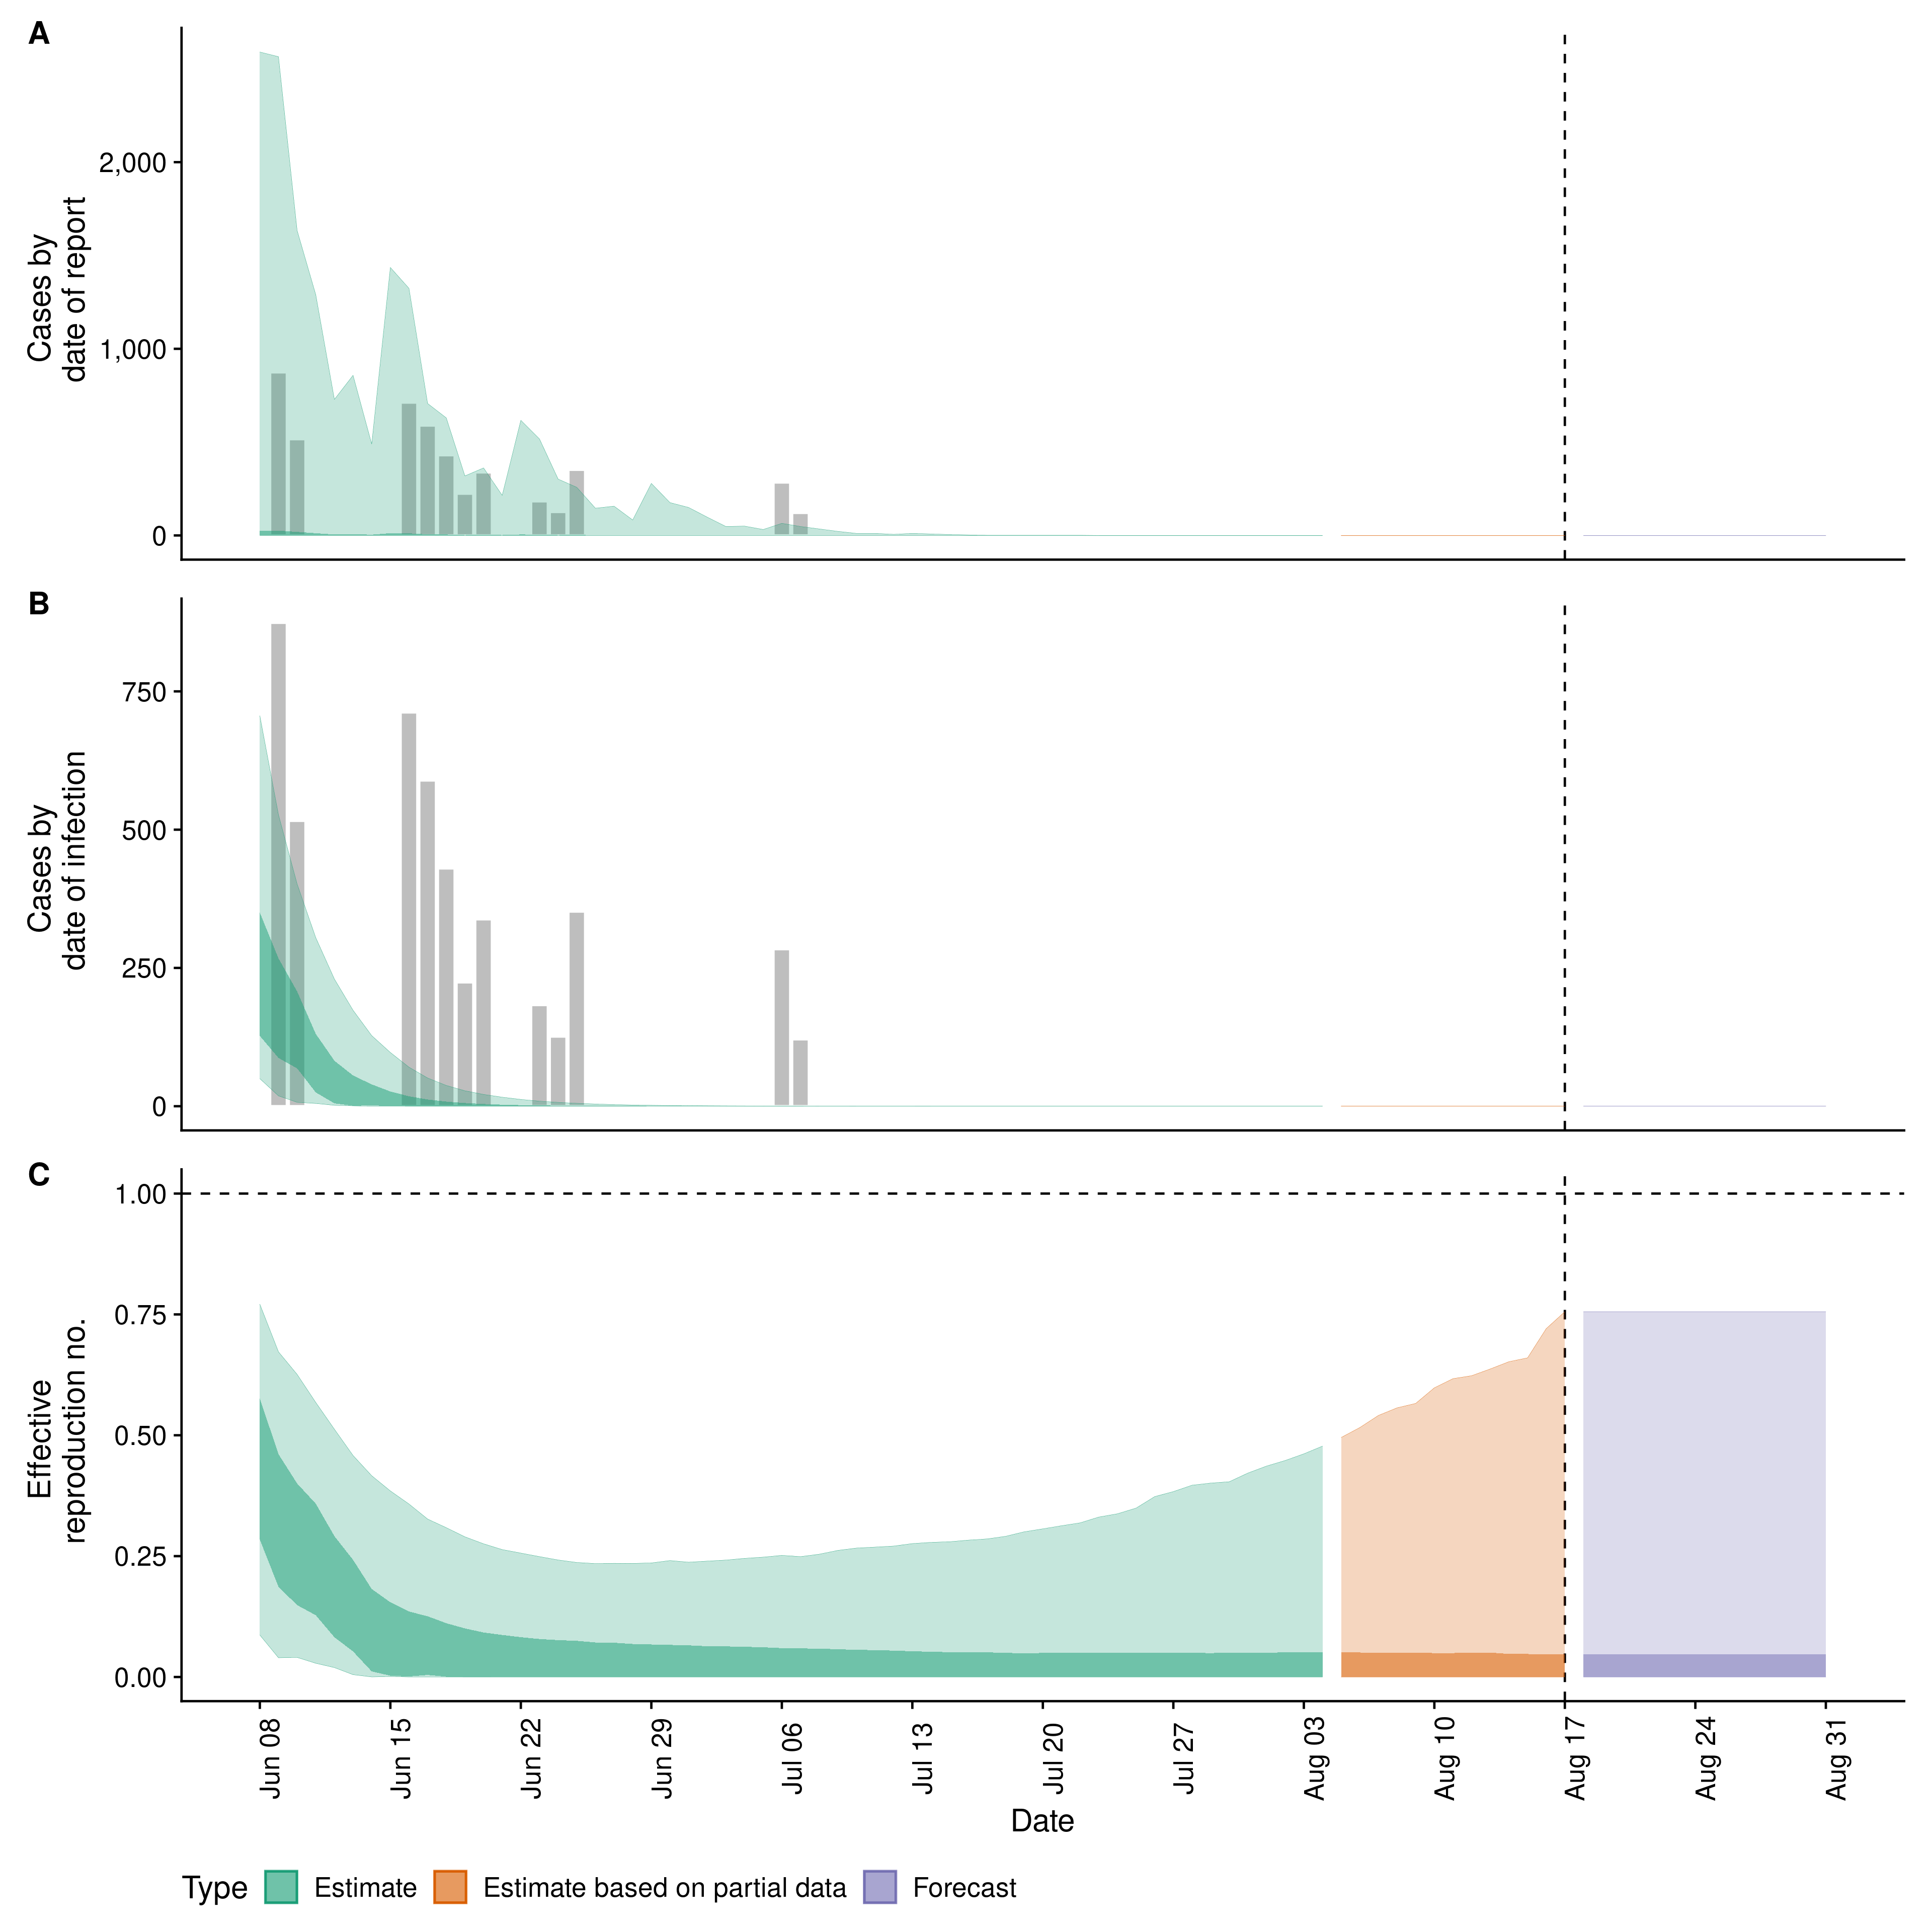 A
Cases by
date of report
2,000
1,000
0
B
Cases by
date of infection
750
500
250
0
C
Effective
reproduction no.
1.00
0.75
0.50
0.25
0.00
Jun 08
Jun 15
Jun 22
Jun 29
Jul 06
Jul 13
Jul 20
Jul 27
Aug 03
Aug 10
Aug 17
Aug 24
Aug 31
Date
Type Estimate Estimate based on partial data Forecast